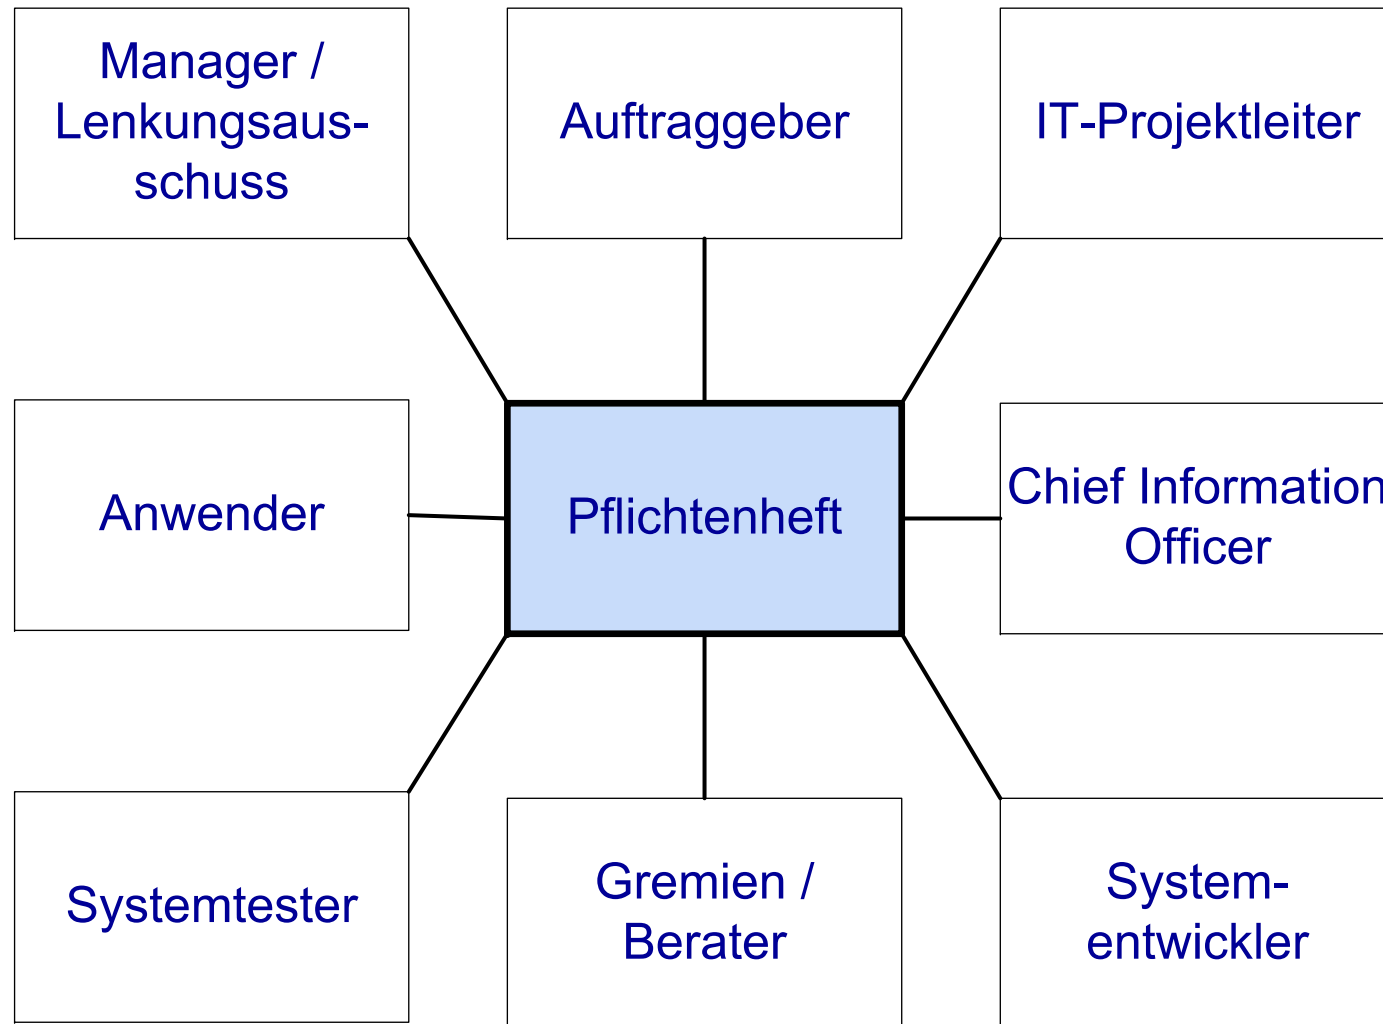 Manager /
Lenkungsaus-
schuss
Auftraggeber
IT-Projektleiter
Anwender
Pflichtenheft
Chief Information
Officer
Systemtester
Gremien /
Berater
System-
entwickler